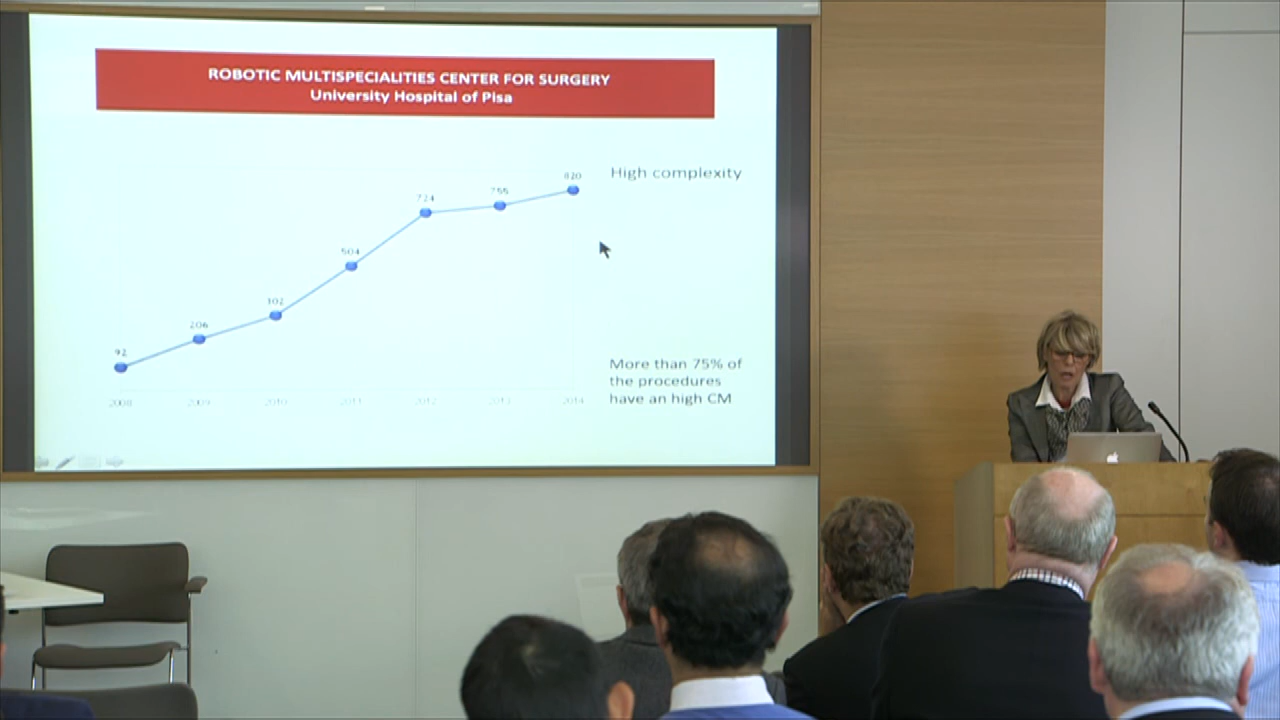 ROBOTIC MULTISPECIALITIES CENTER FOR SURGERY
University Hospital of Pisa
High complexity
820
755
724
504
302
206
92
More than 75% of
the procedures
have an high CM
2008 2009 2010 2011 2012 2013 2014